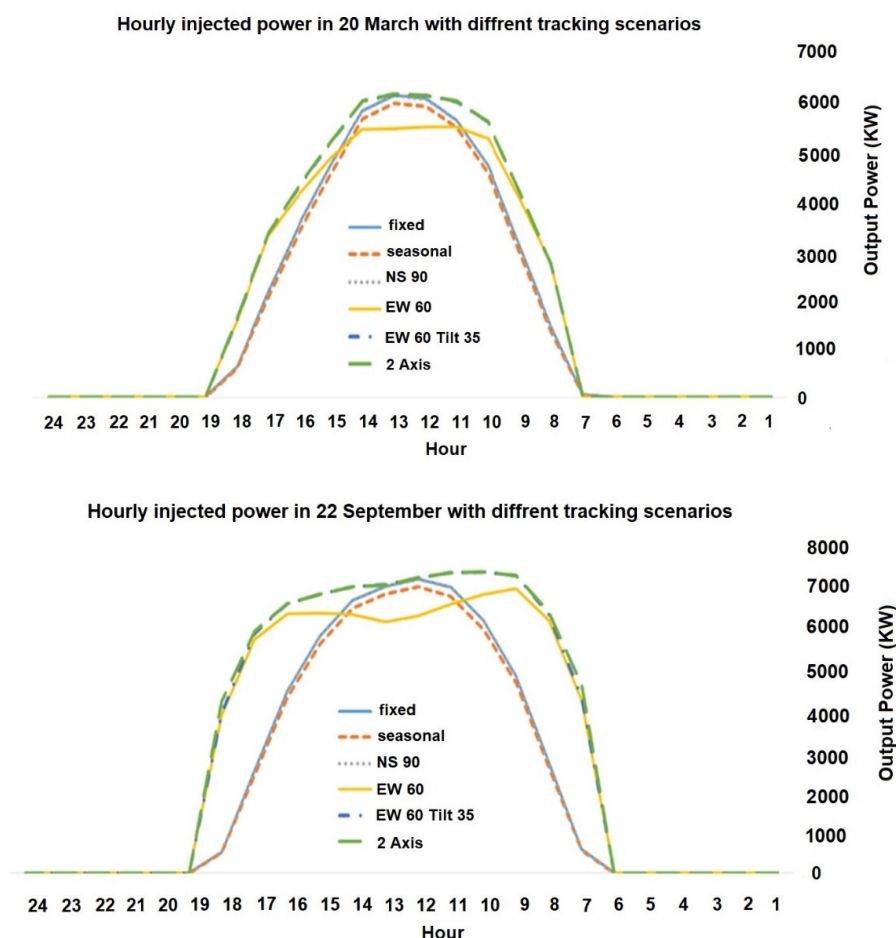 Hourly injected power in 20 March with diffrent tracking scenarios
7000
6000
5000
4000
3000
2000
1000
0
Output Power (KW)
fixed
seasonal
NS 90
EW 60
EW 60 Tilt 35
2 Axis
24 23 22 21 20 19 18 17 16 15 14 13 12 11 10 9 8 7 6 5 4 3 2 1
Hour
Hourly injected power in 22 September with diffrent tracking scenarios
8000
7000
6000
5000
4000
3000
2000
1000
0
Output Power (KW)
fixed
seasonal
NS 90
EW 60
EW 60 Tilt 35
2 Axis
24 23 22 21 20 19 18 17 16 15 14 13 12 11 10 9 8 7 6 5 4 3 2 1
Hour